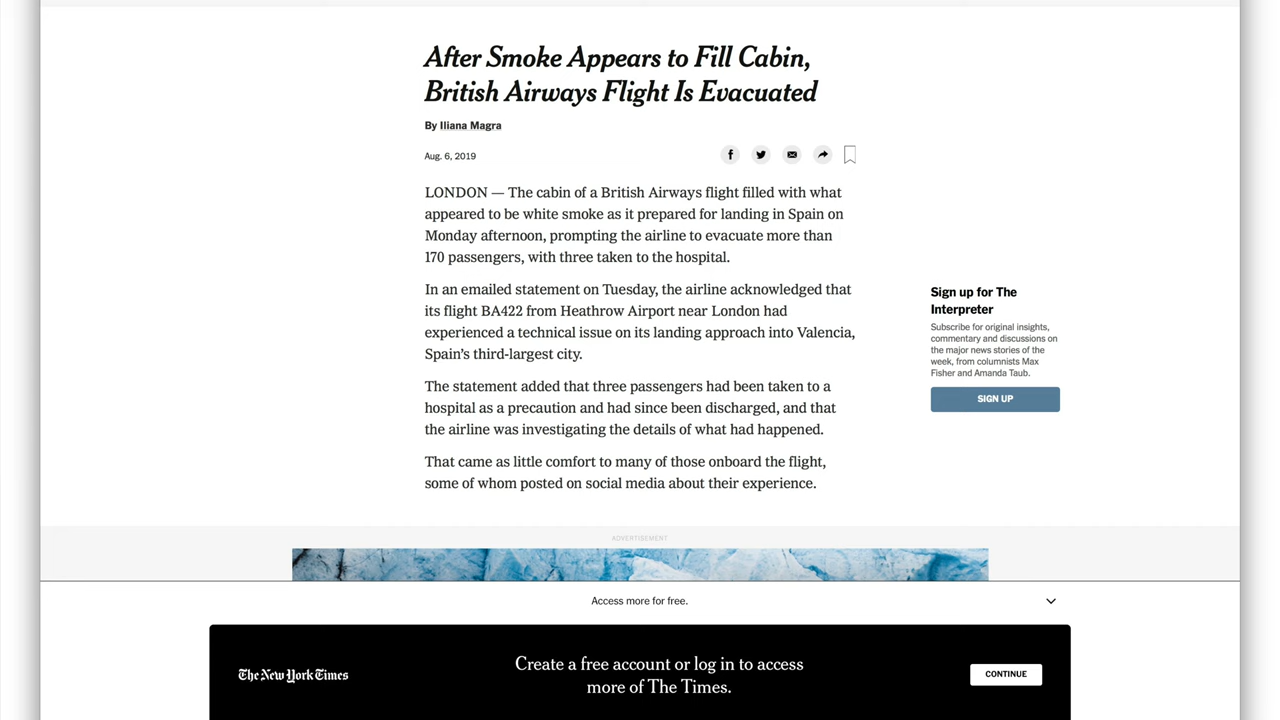 After Smoke Appears to Fill Cabin,
British Airways Flight Is Evacuated
By Iliana Magra
Aug. 6, 2019
LONDON — The cabin of a British Airways flight filled with what
appeared to be white smoke as it prepared for landing in Spain on
Monday afternoon, prompting the airline to evacuate more than
170 passengers, with three taken to the hospital.
In an emailed statement on Tuesday, the airline acknowledged that
its flight BA422 from Heathrow Airport near London had
experienced a technical issue on its landing approach into Valencia,
Spain’s third-largest city.
The statement added that three passengers had been taken to a
hospital as a precaution and had since been discharged, and that
the airline was investigating the details of what had happened.
That came as little comfort to many of those onboard the flight,
some of whom posted on social media about their experience.
Sign up for The
Interpreter
Subscribe for original insights,
commentary and discussions on
the major news stories of the
week, from columnists Max
Fisher and Amanda Taub.
SIGN UP
ADVERTISEMENT
Access more for free.
The New York Times
Create a free account or log in to access
more of The Times.
CONTINUE